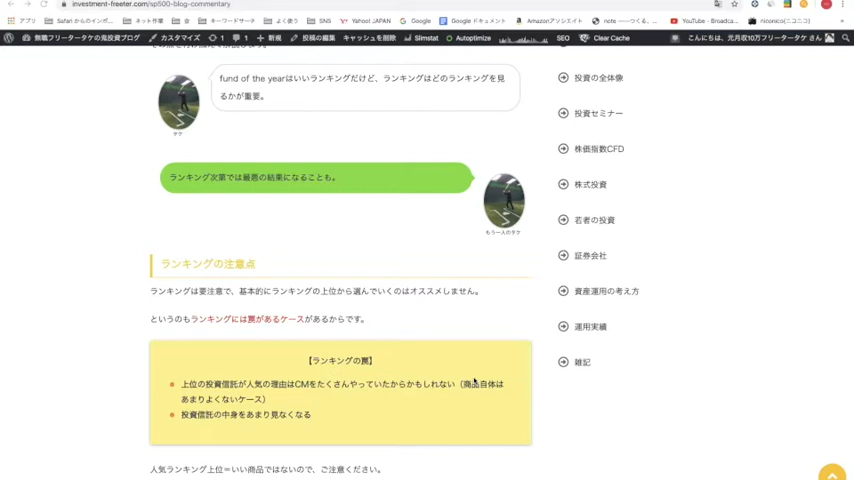 investment-freeter.com/sp500-blog-commentary
アプリ Safari からのインポ... ネット作業 会 キーワードサーチ よく使う SNG Yahoo! JAPAN Google Google ドキュメント Amazonアソシエイト note ――つくる、... YouTube - Broadca... niconico(ニコニコ)
無職フリータータケの鬼投資ブログ 1 1 新規 投稿の編集 キャッシュを削除 Slimstat Autoptimize SEO Clear Cache こんにちは、元月収10万フリータータケ さん
fund of the yearはいいランキングだけど、ランキングはどのランキングを見
るかが重要。
タケ
ランキング次第では最悪の結果になることも。
もう一人のタケ
ランキングの注意点
ランキングは要注意で、基本的にランキングの上位から選んでいくのはオススメしません。
というのもランキングには罠があるケースがあるからです。
【ランキングの罠】
上位の投資信託が人気の理由はCMをたくさんやっていたからかもしれない（商品自体は
あまりよくないケース）
投資信託の中身をあまり見なくなる
人気ランキング上位＝いい商品ではないので、ご注意ください。
投資の全体像
投資セミナー
株価指数CFD
株式投資
若者の投資
証券会社
資産運用の考え方
運用実績
雑記